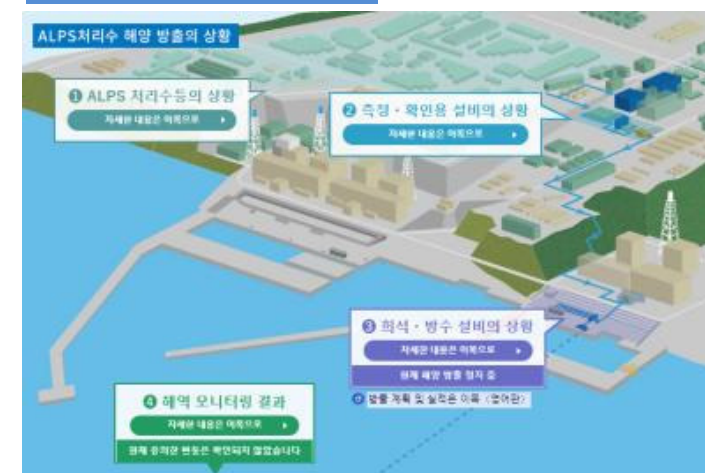 ALPS처리수 해양 방출의 상황
❶ ALPS 처리수등의 상황
자세한 내용은 이쪽으로
❷ 측정・확인용 설비의 상황
자세한 내용은 이쪽으로
❸ 희석・방수 설비의 상황
자세한 내용은 이쪽으로
현재 해양 방출 정지 중
방출 계획 및 실적은 이쪽 (영어판)
❹ 해역 모니터링 결과
자세한 내용은 이쪽으로
현재 유의한 변동은 확인되지 않았습니다